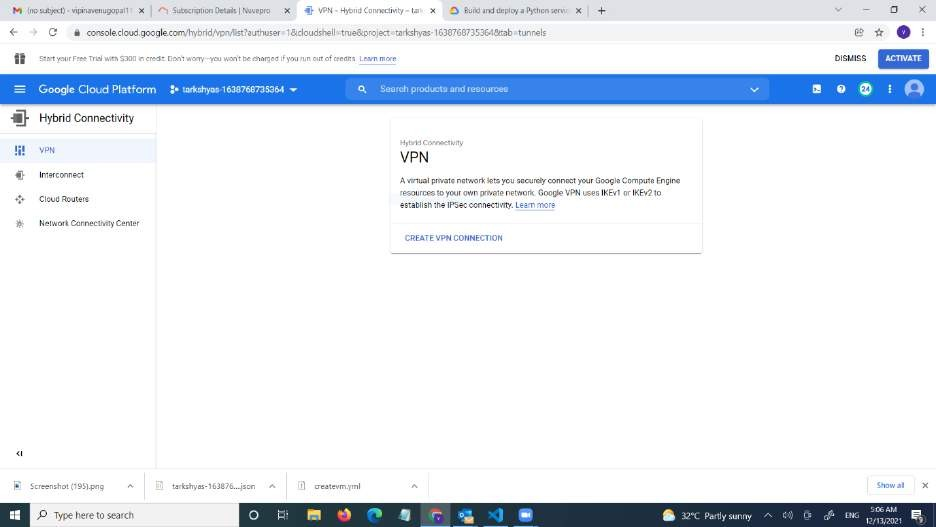 (no subject) - vipinavenugopal11
Subscription Details | Nuvepro
VPN – Hybrid Connectivity – tark
Build and deploy a Python servic
console.cloud.google.com/hybrid/vpn/list?authuser=1&cloudshell=true&project=tarkshyas-1638768735364&tab=tunnels
V
Start your Free Trial with $300 in credit. Don't worry—you won't be charged if you run out of credits. Learn more
DISMISS
ACTIVATE
Google Cloud Platform
tarkshyas-1638768735364
Search products and resources
24
Hybrid Connectivity
VPN
Interconnect
Cloud Routers
Network Connectivity Center
Hybrid Connectivity
VPN
A virtual private network lets you securely connect your Google Compute Engine
resources to your own private network. Google VPN uses IKEv1 or IKEv2 to
establish the IPSec connectivity. Learn more
CREATE VPN CONNECTION
Screenshot (195).png
tarkshyas-163876....json
createvm.yml
Show all
Type here to search
32°C Partly sunny
ENG
5:06 AM
12/13/2021